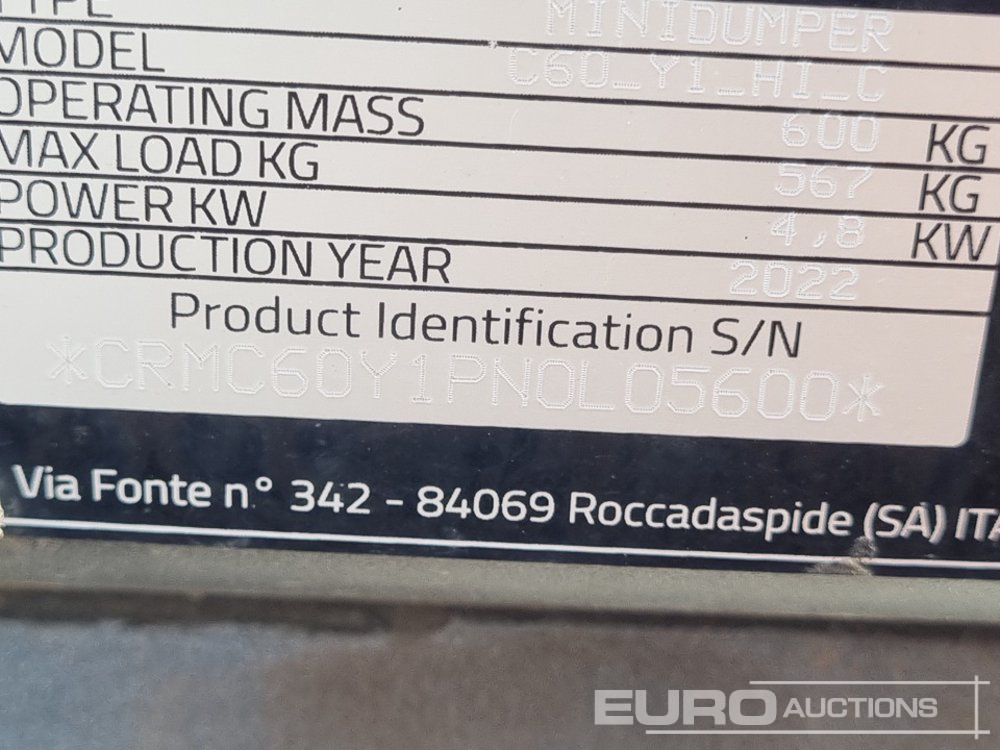 TYPE MINIDUMPER
MODEL C60_Y1_HI_C
OPERATING MASS 600 KG
MAX LOAD KG 567 KG
POWER KW 4,8 KW
PRODUCTION YEAR 2022
Product Identification S/N
*CRMC60Y1PN0L05600*
Via Fonte n° 342 - 84069 Roccadaspide (SA) ITA
EURO AUCTIONS